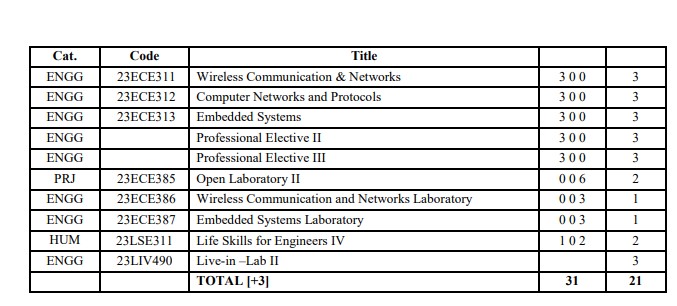 Cat. Code Title
ENGG 23ECE311 Wireless Communication & Networks 3 0 0 3
ENGG 23ECE312 Computer Networks and Protocols 3 0 0 3
ENGG 23ECE313 Embedded Systems 3 0 0 3
ENGG Professional Elective II 3 0 0 3
ENGG Professional Elective III 3 0 0 3
PRJ 23ECE385 Open Laboratory II 0 0 6 2
ENGG 23ECE386 Wireless Communication and Networks Laboratory 0 0 3 1
ENGG 23ECE387 Embedded Systems Laboratory 0 0 3 1
HUM 23LSE311 Life Skills for Engineers IV 1 0 2 2
ENGG 23LIV490 Live-in –Lab II 3
TOTAL [+3] 31 21